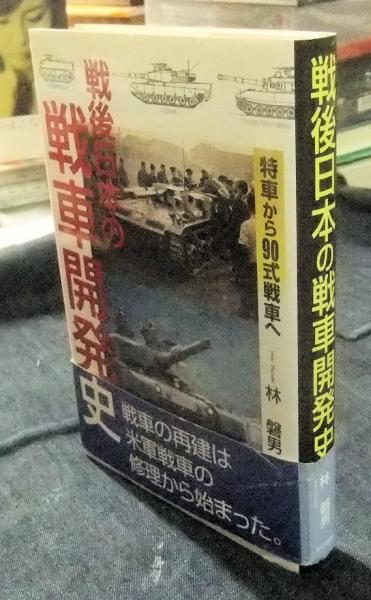 戦後日本の
戦車開発史
特車から90式戦車へ
林 磐男
戦車の再建は
米軍戦車の
修理から始まった。
戦後日本の戦車開発史
林 磐男